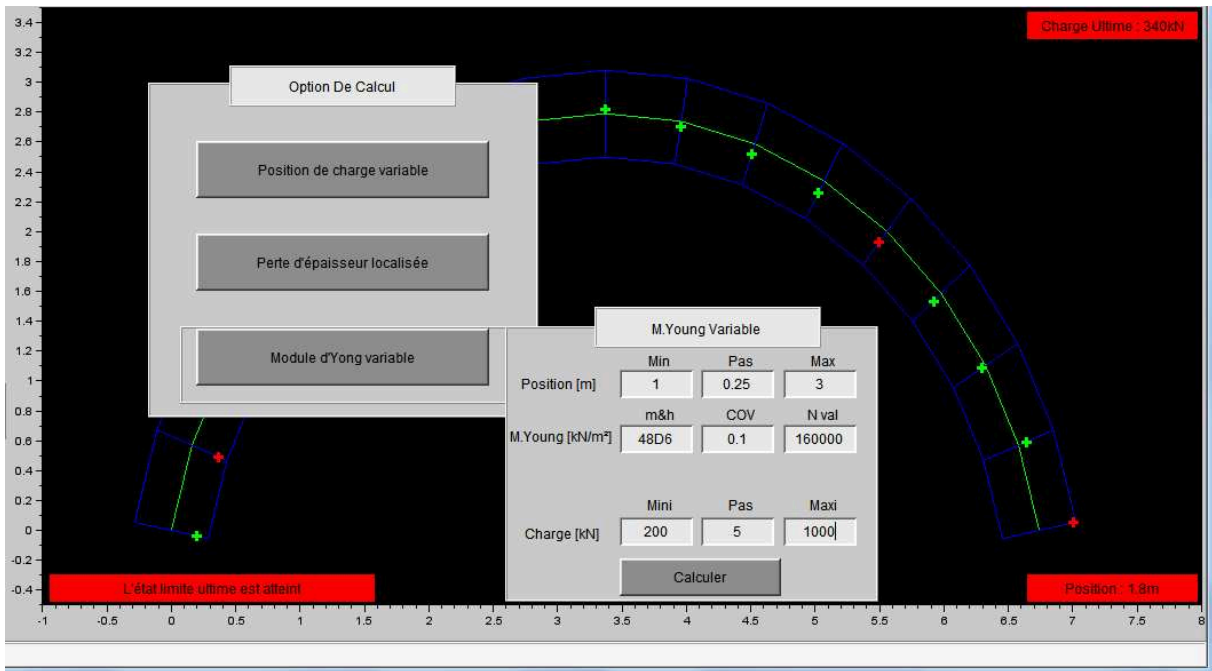 3.4
3.2
3
2.8
2.6
2.4
2.2
2
1.8
1.6
1.4
1.2
1
0.8
0.6
0.4
0.2
0
-0.2
-0.4
Charge Ultime : 340kN
Option De Calcul
Position de charge variable
Perte d'épaisseur localisée
Module d'Yong variable
M.Young Variable
Min Pas Max
Position [m] 1 0.25 3
m&h COV N val
M.Young [kN/m²] 48D6 0.1 160000
Mini Pas Maxi
Charge [kN] 200 5 1000
Calculer
L'état limite ultime est atteint
Position : 1.8m
-1 -0.5 0 0.5 1 1.5 2 2.5 3 3.5 4 4.5 5 5.5 6 6.5 7 7.5 8